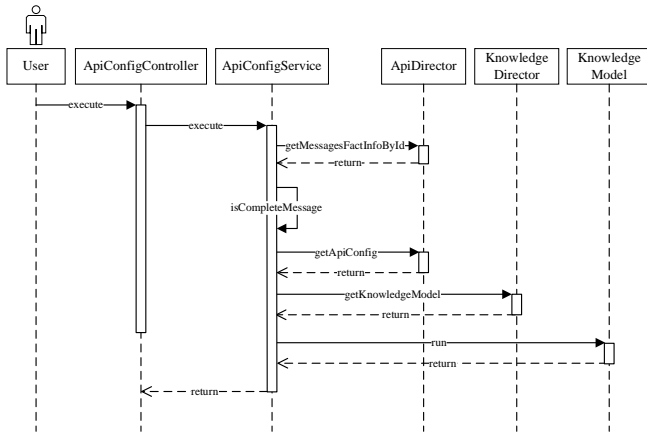 User
ApiConfigController
ApiConfigService
ApiDirector
Knowledge
Director
Knowledge
Model
execute
execute
getMessagesFactInfoById
return
isCompleteMessage
getApiConfig
return
getKnowledgeModel
return
run
return
return